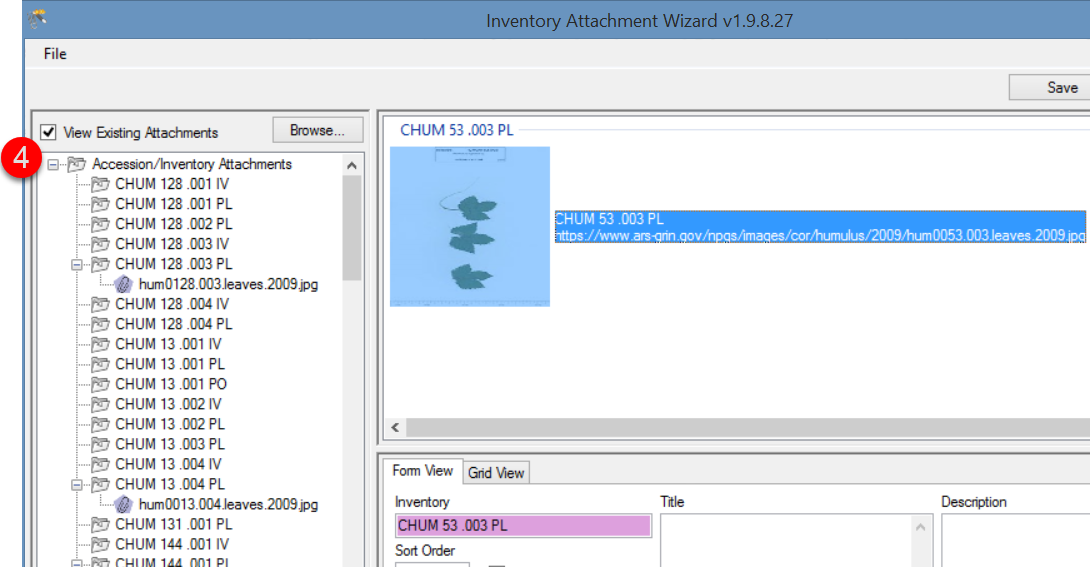 Inventory Attachment Wizard v1.9.8.27
File
Save
View Existing Attachments
Browse...
4
Accession/Inventory Attachments
CHUM 128 .001 IV
CHUM 128 .001 PL
CHUM 128 .002 PL
CHUM 128 .003 IV
CHUM 128 .003 PL
hum0128.003.leaves.2009.jpg
CHUM 128 .004 IV
CHUM 128 .004 PL
CHUM 13 .001 IV
CHUM 13 .001 PL
CHUM 13 .001 PO
CHUM 13 .002 IV
CHUM 13 .002 PL
CHUM 13 .003 PL
CHUM 13 .004 IV
CHUM 13 .004 PL
hum0013.004.leaves.2009.jpg
CHUM 131 .001 PL
CHUM 144 .001 IV
CHUM 144 .001 PL
CHUM 53 .003 PL
CHUM 53 .003 PL
https://www.ars-grin.gov/npgs/images/cor/humulus/2009/hum0053.003.leaves.2009.jpg
Form View
Grid View
Inventory
Title
Description
CHUM 53 .003 PL
Sort Order